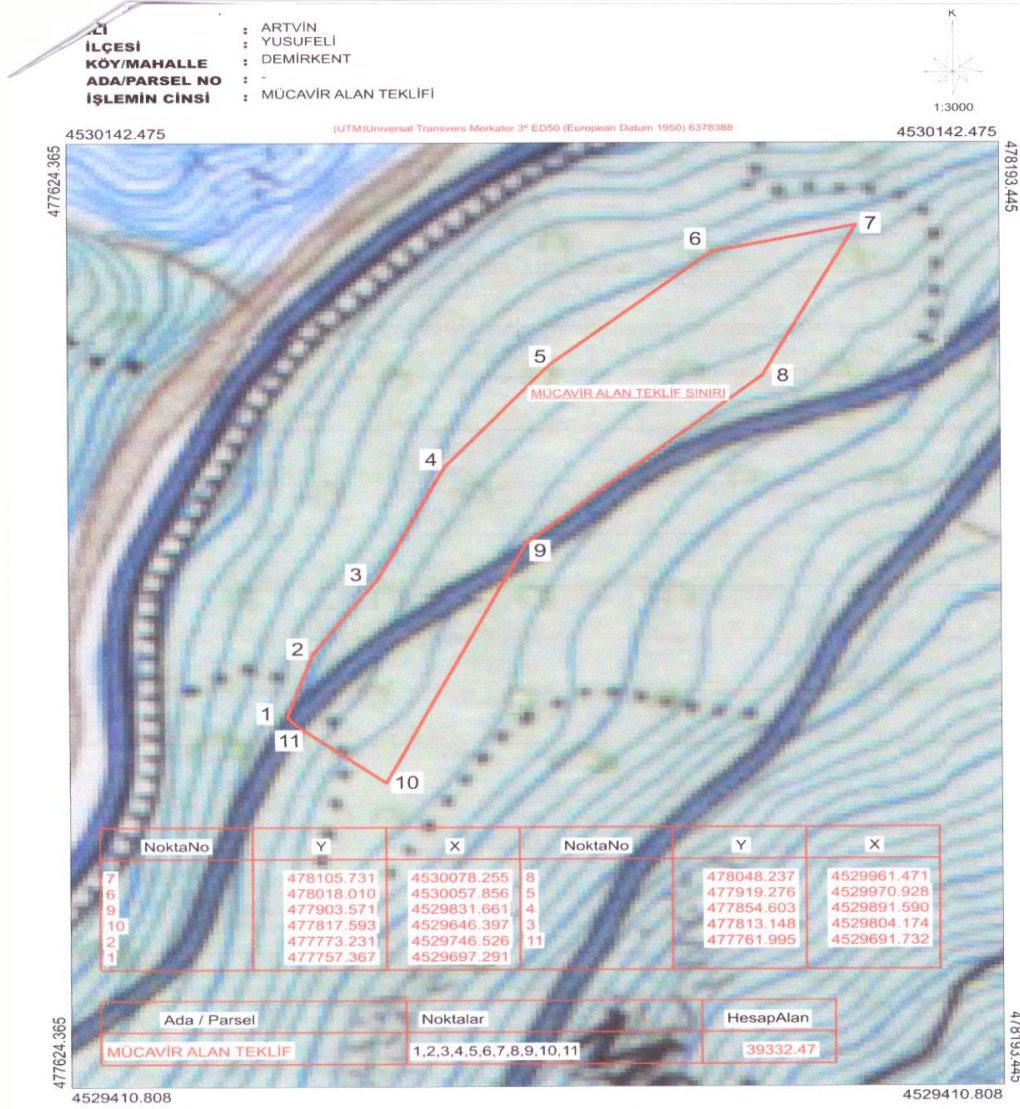 İLİ : ARTVİN
İLÇESİ : YUSUFELİ
KÖY/MAHALLE : DEMİRKENT
ADA/PARSEL NO : -
İŞLEMİN CİNSİ : MÜCAVİR ALAN TEKLİFİ
K
1:3000
(UTM)Universal Transvers Merkator 3° ED50 (European Datum 1950) 6378388
4530142.475 4530142.475
477624.365 478193.445
7
6
5
8
MÜCAVİR ALAN TEKLİF SINIRI
4
9
3
2
1
11
10
NoktaNo Y X NoktaNo Y X
7 478105.731 4530078.255 8 478048.237 4529961.471
6 478018.010 4530057.856 5 477919.276 4529970.928
9 477903.571 4529831.661 4 477854.603 4529891.590
10 477817.593 4529646.397 3 477813.148 4529804.174
2 477773.231 4529746.526 11 477761.995 4529691.732
1 477757.367 4529697.291
Ada / Parsel Noktalar HesapAlan
MÜCAVİR ALAN TEKLİF 1,2,3,4,5,6,7,8,9,10,11 39332.47
477624.365 478193.445
4529410.808 4529410.808